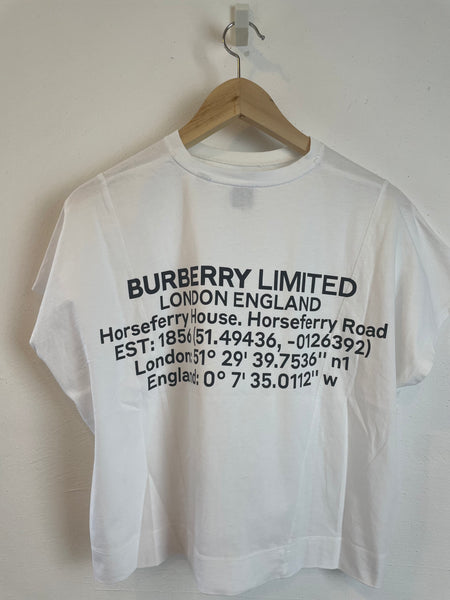 BURBERRY LIMITED
LONDON ENGLAND
Horseferry House. Horseferry Road
EST: 1856 (51.49436, -0126392)
London: 51° 29' 39.7536'' n1
England: 0° 7' 35.0112'' w